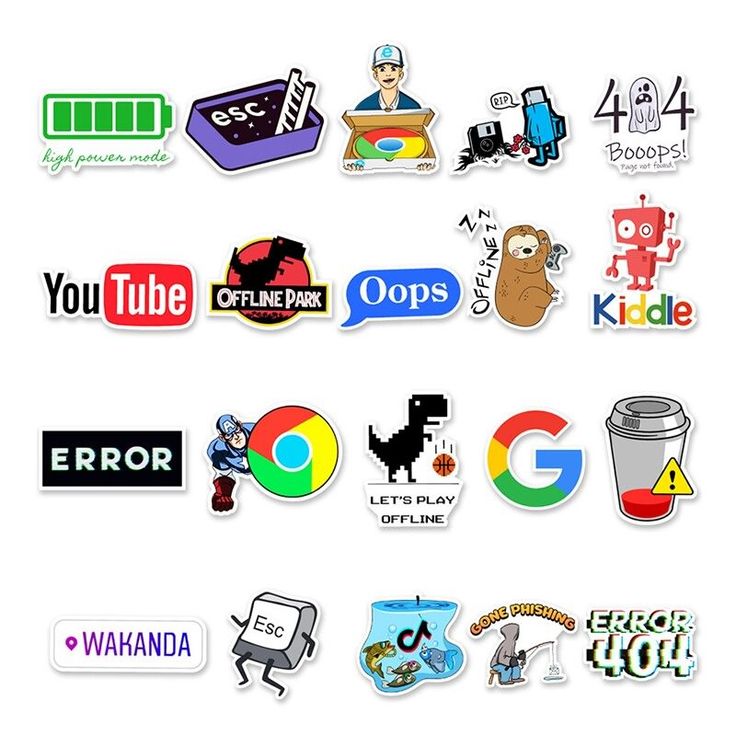 high power mode
esc
e
RIP
404
BOOOPS!
Page not found
YouTube
OFFLINE PARK
Oops
OFFLINE Z Z Z
Kiddle
ERROR
LET'S PLAY
OFFLINE
G
WAKANDA
Esc
GONE PHISHING
ERROR
404